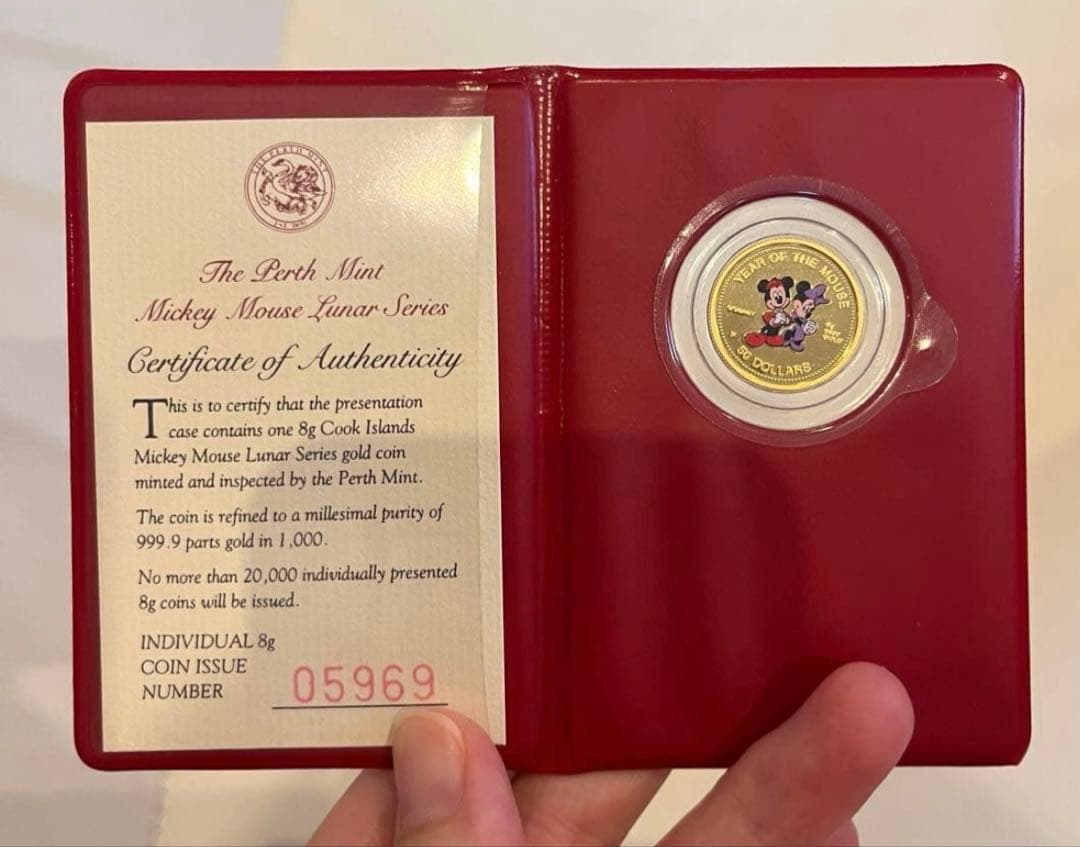 THE PERTH MINT
The Perth Mint
Mickey Mouse Lunar Series
Certificate of Authenticity
This is to certify that the presentation
case contains one 8g Cook Islands
Mickey Mouse Lunar Series gold coin
minted and inspected by the Perth Mint.
The coin is refined to a millesimal purity of
999.9 parts gold in 1,000.
No more than 20,000 individually presented
8g coins will be issued.
INDIVIDUAL 8g
COIN ISSUE
NUMBER 05969
YEAR OF THE MOUSE
50 DOLLARS